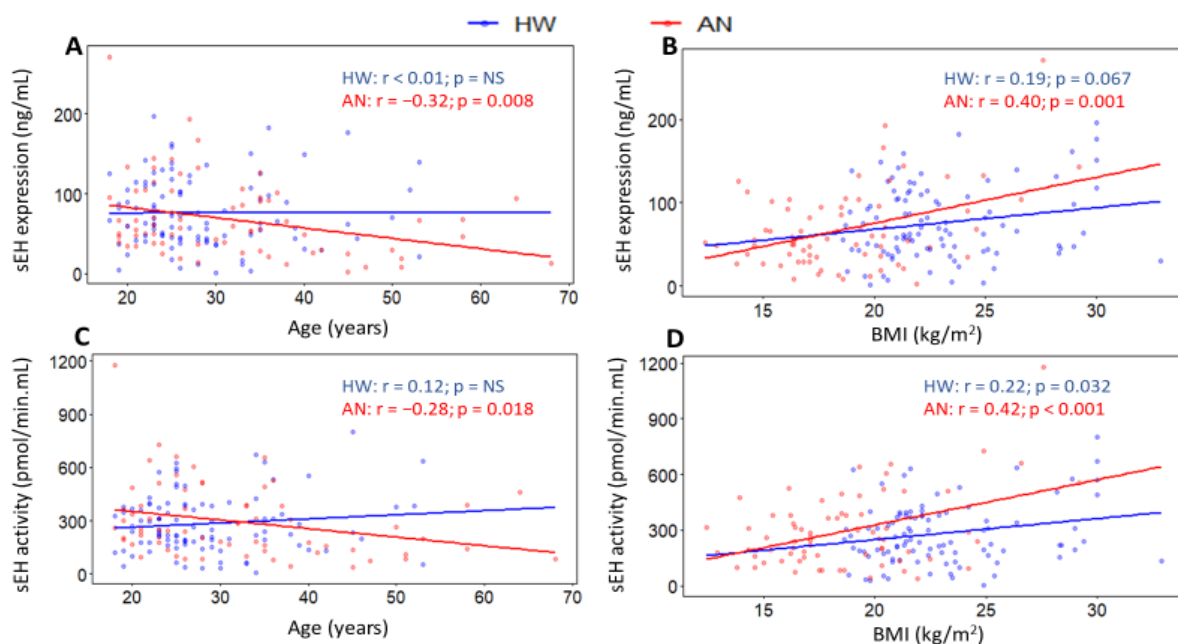 HW AN
A
sEH expression (ng/mL)
HW: r < 0.01; p = NS
AN: r = −0.32; p = 0.008
200
100
0
20 30 40 50 60 70
Age (years)
B
sEH expression (ng/mL)
HW: r = 0.19; p = 0.067
AN: r = 0.40; p = 0.001
200
100
0
15 20 25 30
BMI (kg/m²)
C
sEH activity (pmol/min.mL)
1200
HW: r = 0.12; p = NS
AN: r = −0.28; p = 0.018
900
600
300
0
20 30 40 50 60 70
Age (years)
D
sEH activity (pmol/min.mL)
1200
HW: r = 0.22; p = 0.032
AN: r = 0.42; p < 0.001
900
600
300
0
15 20 25 30
BMI (kg/m²)